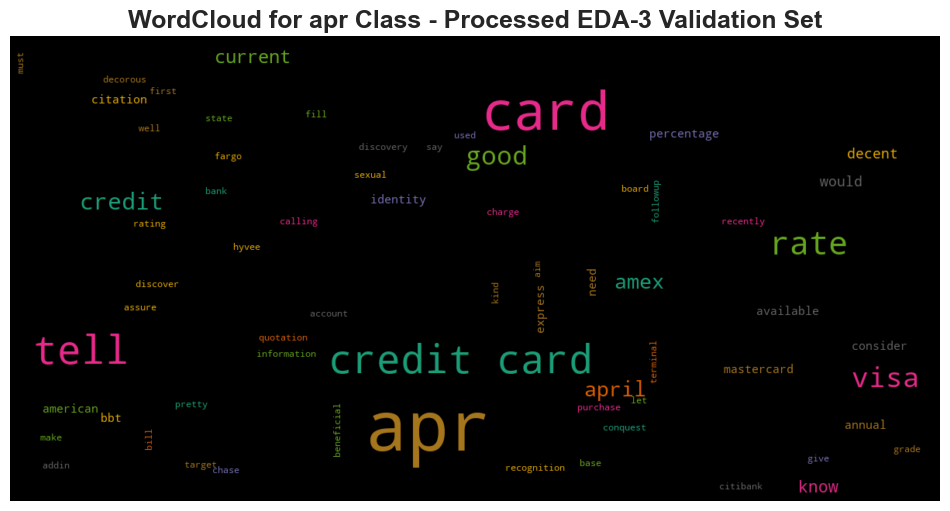 WordCloud for apr Class - Processed EDA-3 Validation Set
must
current
decorous
first
citation
card
state
fill
well
used
percentage
discovery
say
good
fargo
decent
sexual
would
bank
board
credit
identity
followup
charge
rating
calling
recently
hyvee
rate
aim
kind
express
need
amex
discover
assure
account
available
tell
quotation
information
credit card
terminal
consider
mastercard
visa
april
let
american
pretty
purchase
bbt
apr
beneficial
conquest
annual
make
bill
grade
addin
target
chase
recognition
base
give
citibank
know